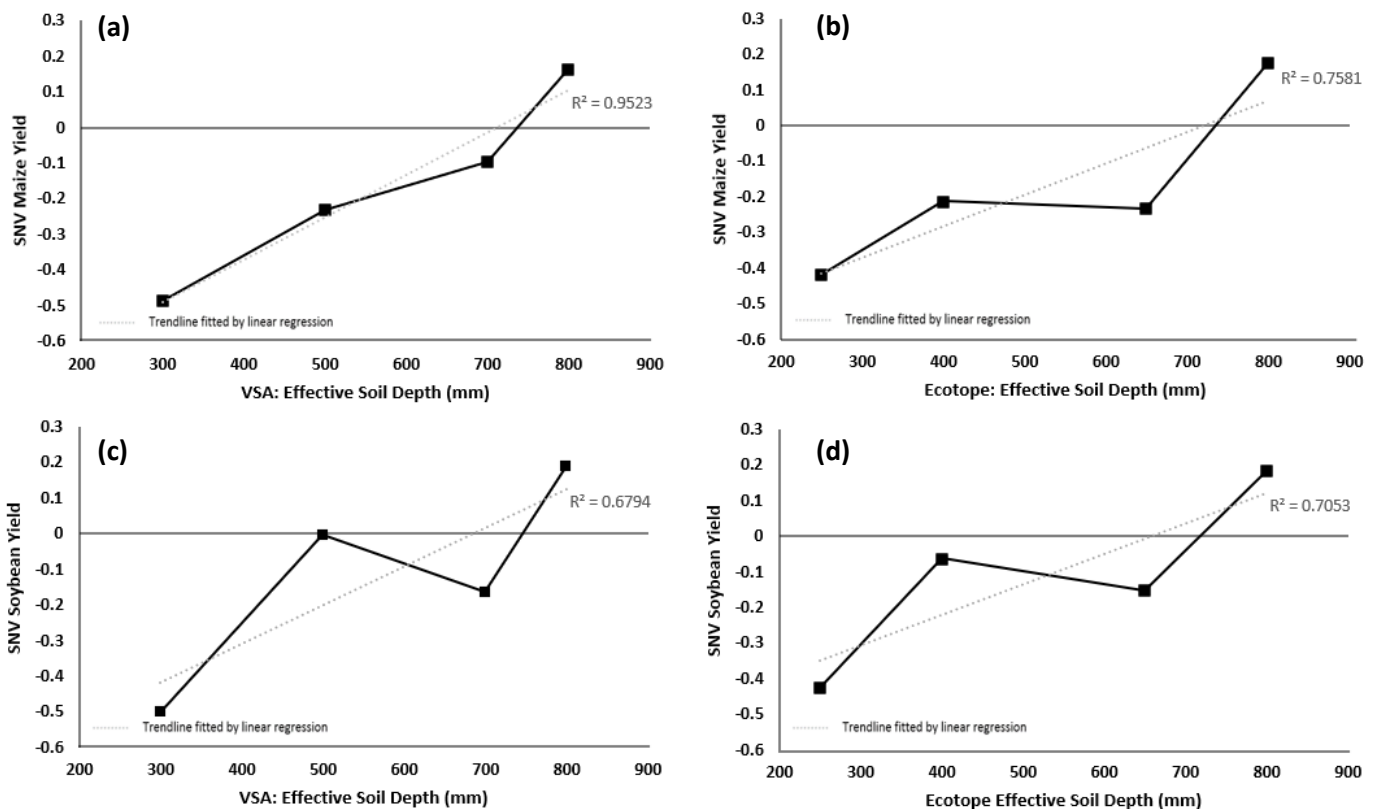 (a)
0.3
0.2
0.1
0
-0.1
-0.2
-0.3
-0.4
-0.5
-0.6
SNV Maize Yield
R² = 0.9523
Trendline fitted by linear regression
200 300 400 500 600 700 800 900
VSA: Effective Soil Depth (mm)
(b)
0.3
0.2
0.1
0
-0.1
-0.2
-0.3
-0.4
-0.5
-0.6
SNV Maize Yield
R² = 0.7581
Trendline fitted by linear regression
200 300 400 500 600 700 800 900
Ecotope: Effective Soil Depth (mm)
(c)
0.3
0.2
0.1
0
-0.1
-0.2
-0.3
-0.4
-0.5
-0.6
SNV Soybean Yield
R² = 0.6794
Trendline fitted by linear regression
200 300 400 500 600 700 800 900
VSA: Effective Soil Depth (mm)
(d)
0.3
0.2
0.1
0
-0.1
-0.2
-0.3
-0.4
-0.5
-0.6
SNV Soybean Yield
R² = 0.7053
Trendline fitted by linear regression
200 300 400 500 600 700 800 900
Ecotope Effective Soil Depth (mm)